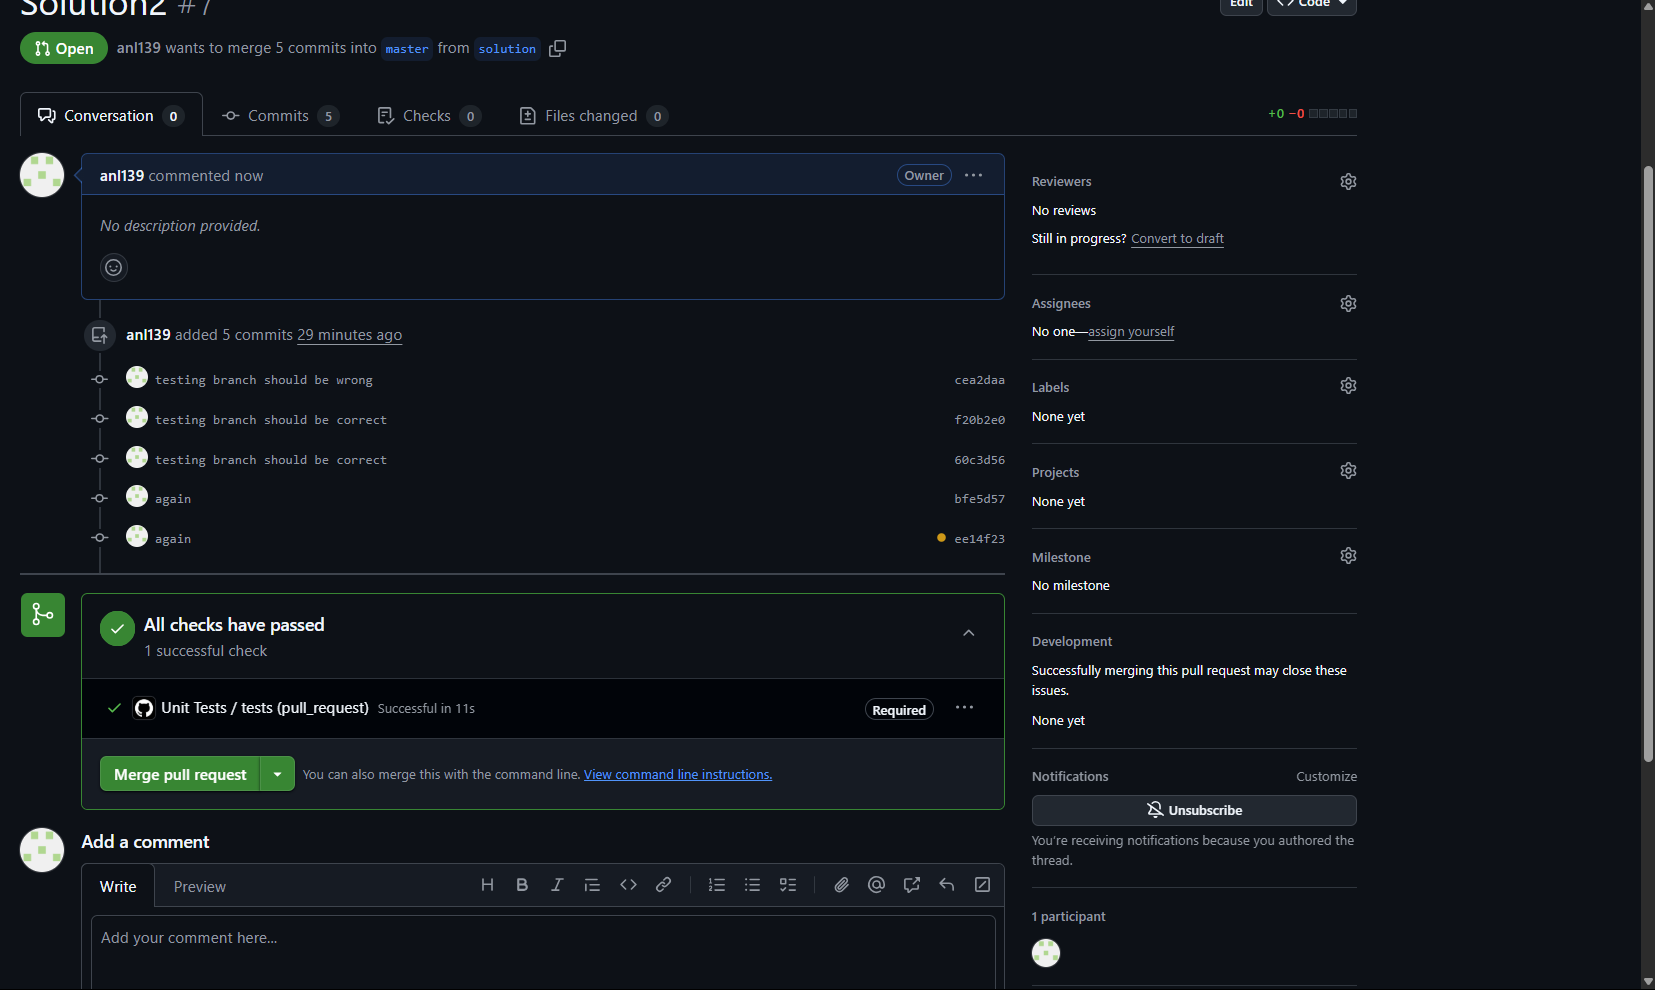 Solution2 #7
Edit
<> Code
Open
anl139 wants to merge 5 commits into master from solution
Conversation 0
Commits 5
Checks 0
Files changed 0
+0 −0
anl139 commented now
Owner
No description provided.
anl139 added 5 commits 29 minutes ago
testing branch should be wrong
cea2daa
testing branch should be correct
f20b2e0
testing branch should be correct
60c3d56
again
bfe5d57
again
ee14f23
All checks have passed
1 successful check
Unit Tests / tests (pull_request) Successful in 11s
Required
Merge pull request
You can also merge this with the command line. View command line instructions.
Add a comment
Write
Preview
Add your comment here...
Reviewers
No reviews
Still in progress? Convert to draft
Assignees
No one—assign yourself
Labels
None yet
Projects
None yet
Milestone
No milestone
Development
Successfully merging this pull request may close these
issues.
None yet
Notifications
Customize
Unsubscribe
You're receiving notifications because you authored the
thread.
1 participant